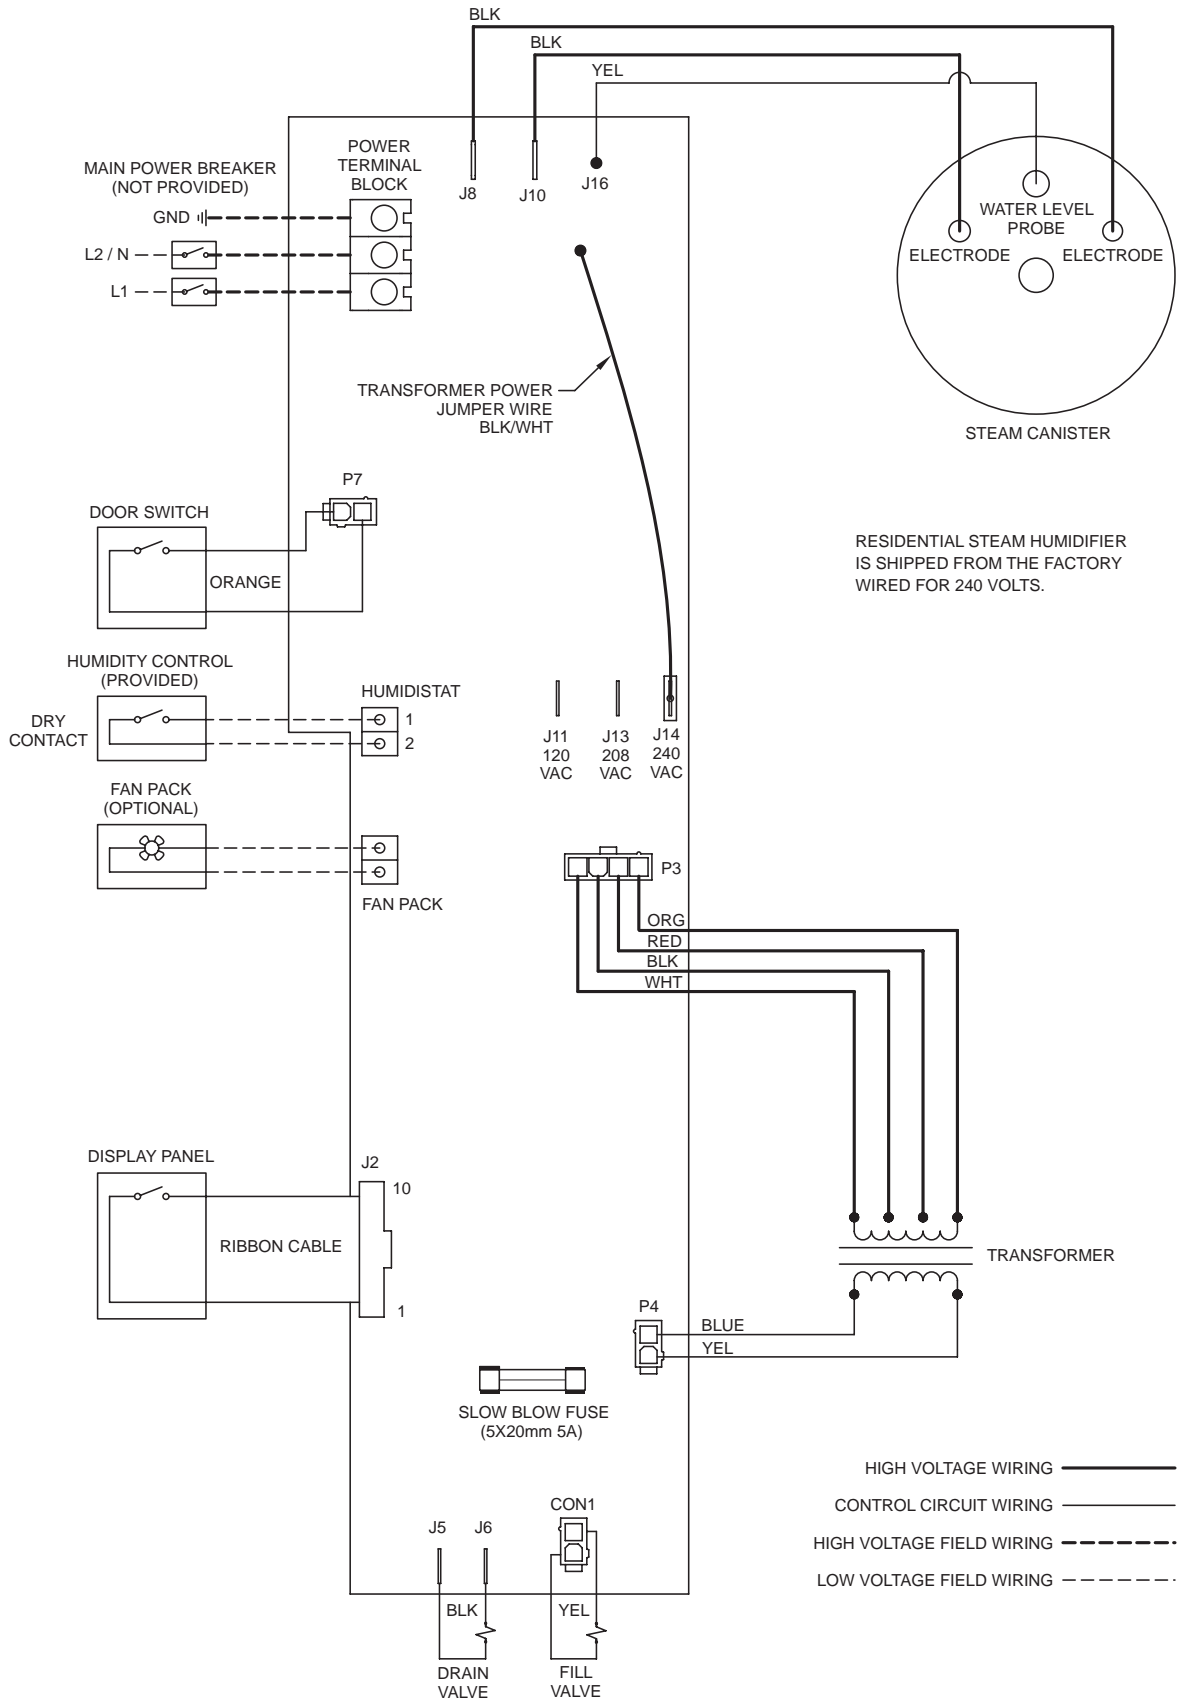 BLK
BLK
YEL
MAIN POWER BREAKER
(NOT PROVIDED)
POWER
TERMINAL
BLOCK
J8
J10
J16
GND
L2 / N
L1
WATER LEVEL
PROBE
ELECTRODE
ELECTRODE
STEAM CANISTER
TRANSFORMER POWER
JUMPER WIRE
BLK/WHT
P7
DOOR SWITCH
ORANGE
RESIDENTIAL STEAM HUMIDIFIER
IS SHIPPED FROM THE FACTORY
WIRED FOR 240 VOLTS.
HUMIDITY CONTROL
(PROVIDED)
DRY
CONTACT
HUMIDISTAT
1
2
J11
120
VAC
J13
208
VAC
J14
240
VAC
FAN PACK
(OPTIONAL)
FAN PACK
P3
ORG
RED
BLK
WHT
DISPLAY PANEL
J2
10
RIBBON CABLE
1
TRANSFORMER
P4
BLUE
YEL
SLOW BLOW FUSE
(5X20mm 5A)
HIGH VOLTAGE WIRING
CONTROL CIRCUIT WIRING
HIGH VOLTAGE FIELD WIRING
LOW VOLTAGE FIELD WIRING
J5
J6
CON1
BLK
YEL
DRAIN
VALVE
FILL
VALVE